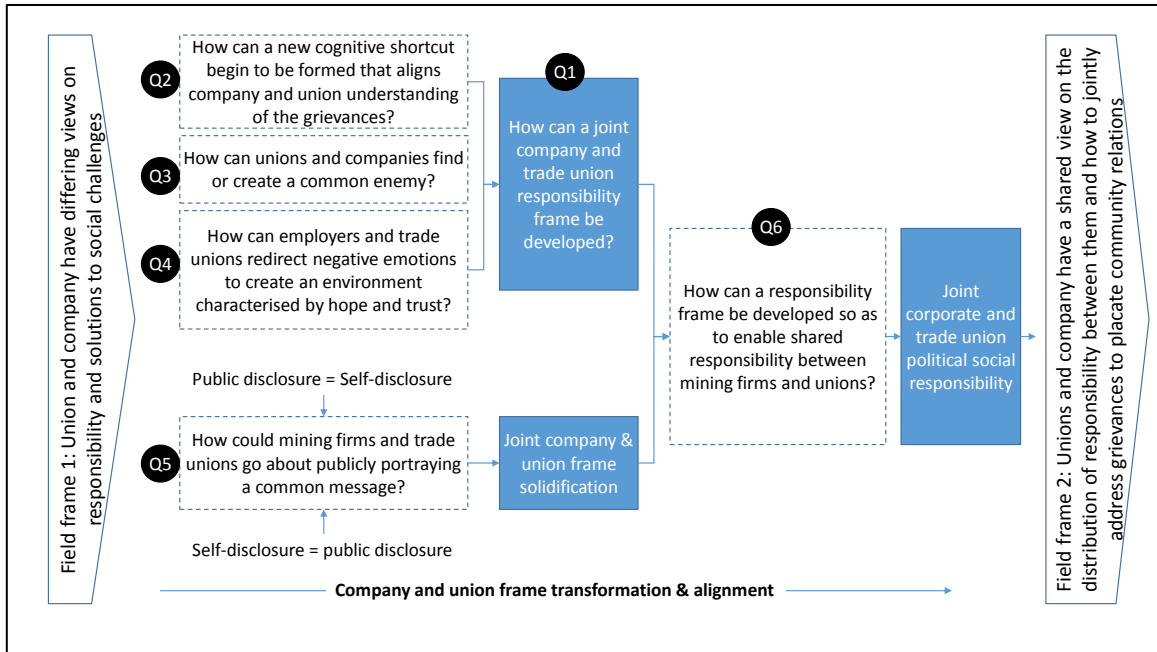 Field frame 1: Union and company have differing views on
responsibility and solutions to social challenges
Q2
How can a new cognitive shortcut
begin to be formed that aligns
company and union understanding
of the grievances?
Q3
How can unions and companies find
or create a common enemy?
Q4
How can employers and trade
unions redirect negative emotions
to create an environment
characterised by hope and trust?
Q1
How can a joint
company and
trade union
responsibility
frame be
developed?
Public disclosure = Self-disclosure
Q5
How could mining firms and trade
unions go about publicly portraying
a common message?
Self-disclosure = public disclosure
Joint company &
union frame
solidification
Q6
How can a responsibility
frame be developed so as
to enable shared
responsibility between
mining firms and unions?
Joint
corporate and
trade union
political social
responsibility
Field frame 2: Unions and company have a shared view on the
distribution of responsibility between them and how to jointly
address grievances to placate community relations
Company and union frame transformation & alignment